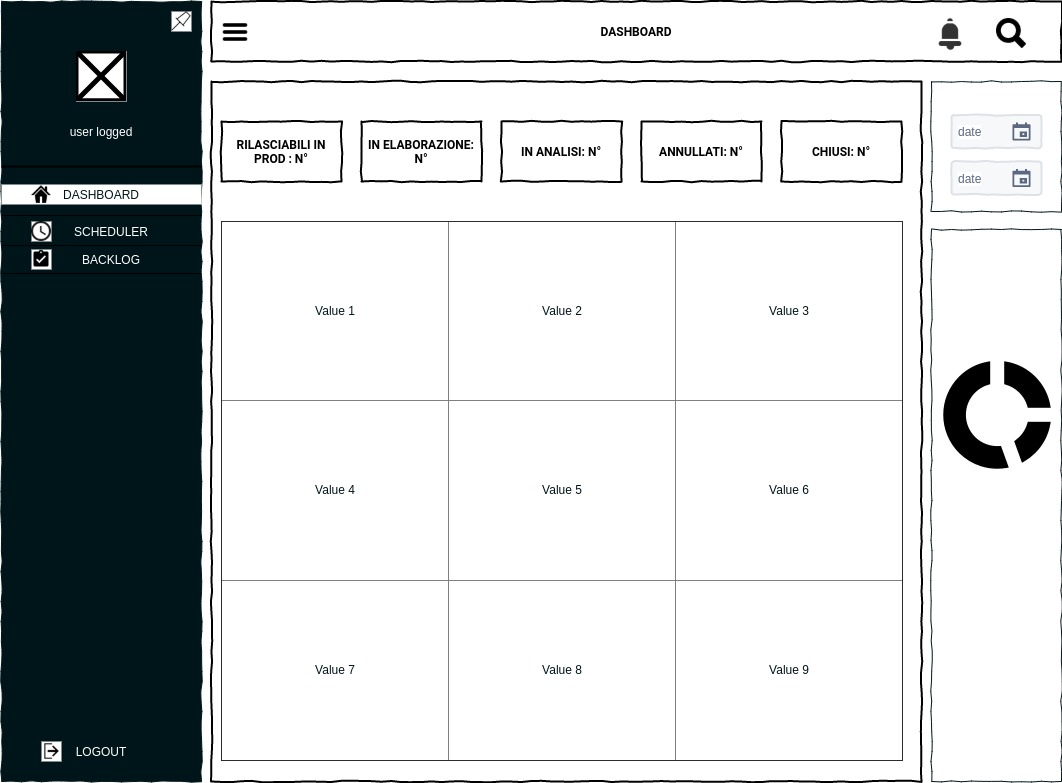 user logged
DASHBOARD
SCHEDULER
BACKLOG
LOGOUT
DASHBOARD
RILASCIABILI IN
PROD : N°
IN ELABORAZIONE:
N°
IN ANALISI: N°
ANNULLATI: N°
CHIUSI: N°
Value 1
Value 2
Value 3
Value 4
Value 5
Value 6
Value 7
Value 8
Value 9
date
date